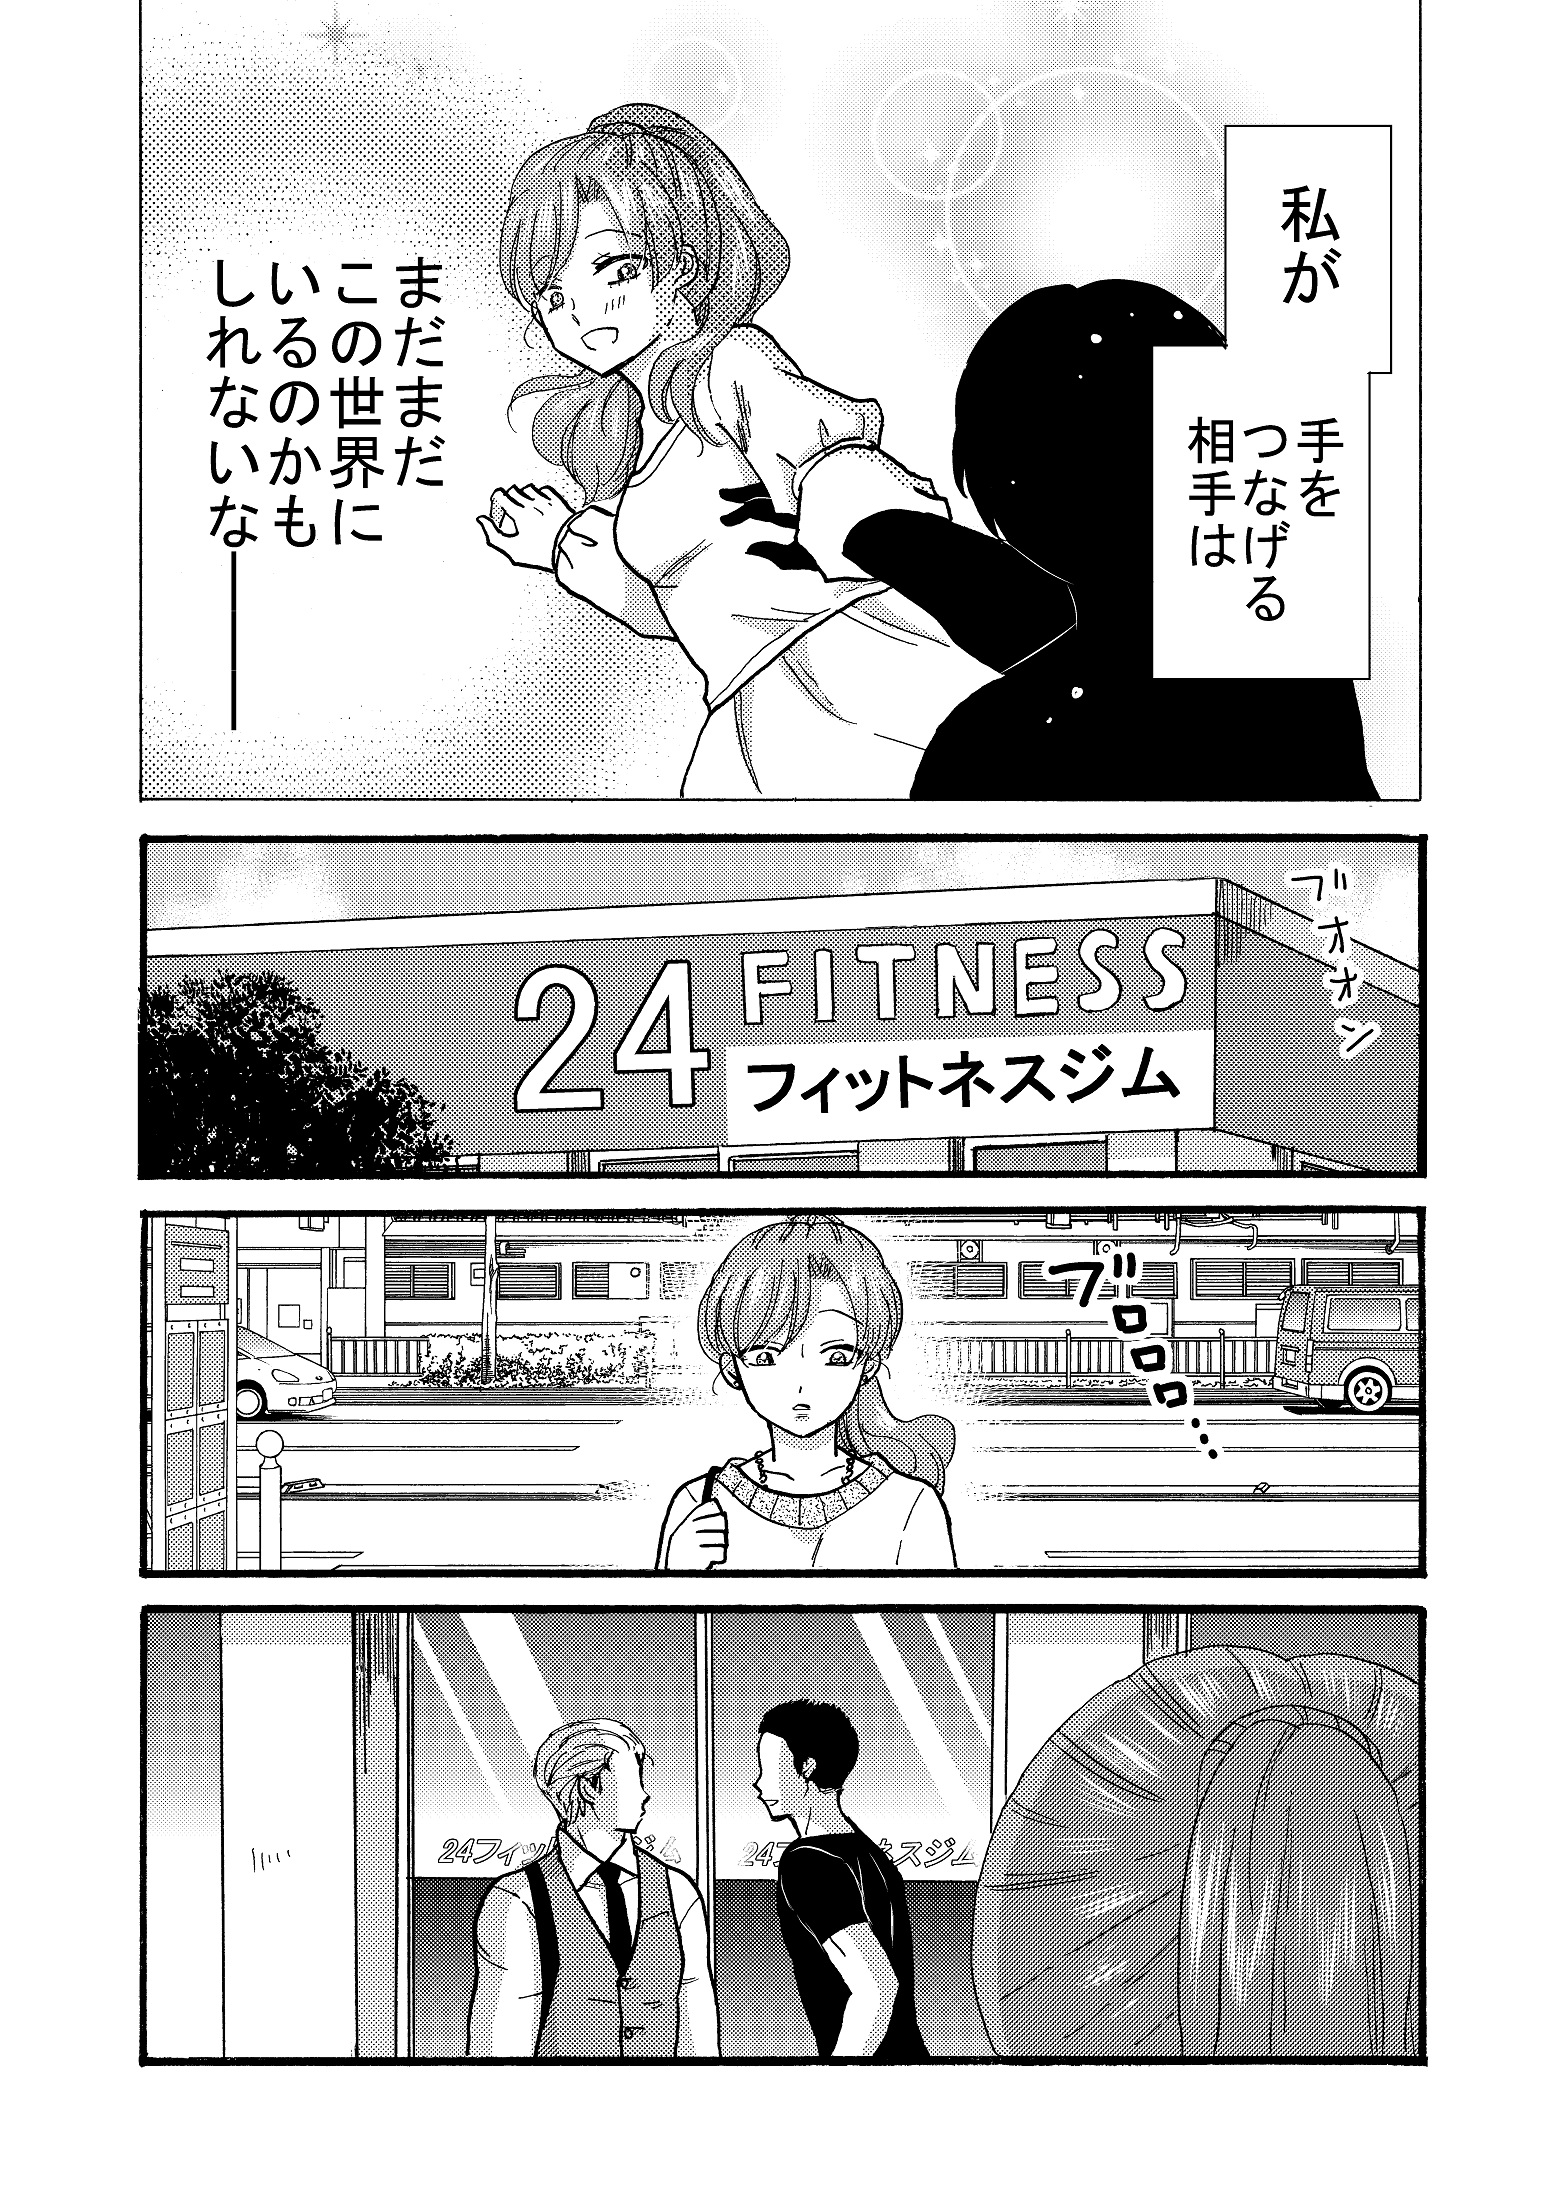 私が
手を
つなげる
相手は
まだまだ
この世界に
いるのかも
しれないな――
ブオオオン
24
FITNESS
フィットネスジム
ブロロロロ…
24フィッ
ジム
24フ
ネスジム